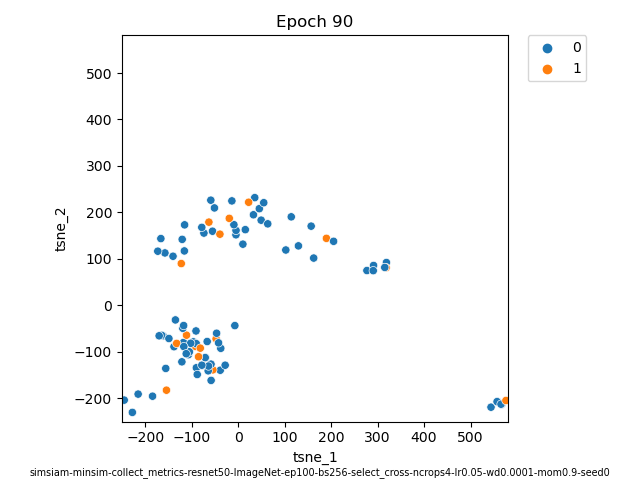 Epoch 90
0
1
500
400
300
200
100
0
−100
−200
tsne_2
−200 −100 0 100 200 300 400 500
tsne_1
simsiam-minsim-collect_metrics-resnet50-ImageNet-ep100-bs256-select_cross-ncrops4-lr0.05-wd0.0001-mom0.9-seed0